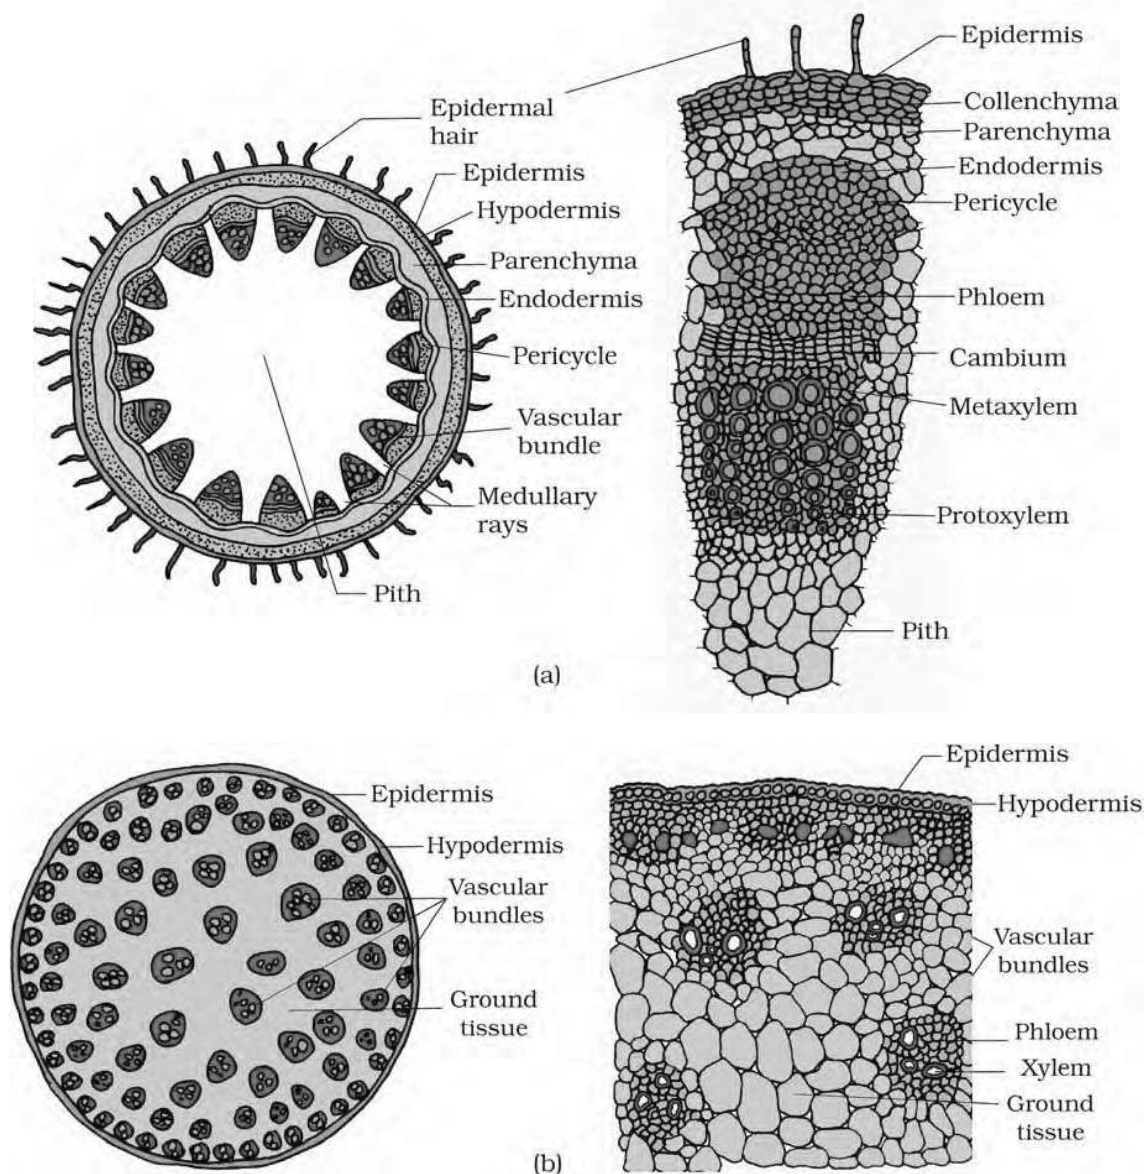 Epidermal
hair
Epidermis
Hypodermis
Parenchyma
Endodermis
Pericycle
Vascular
bundle
Medullary
rays
Pith
Epidermis
Collenchyma
Parenchyma
Endodermis
Pericycle
Phloem
Cambium
Metaxylem
Protoxylem
Pith
(a)
Epidermis
Hypodermis
Vascular
bundles
Ground
tissue
Epidermis
Hypodermis
Vascular
bundles
Phloem
Xylem
Ground
tissue
(b)